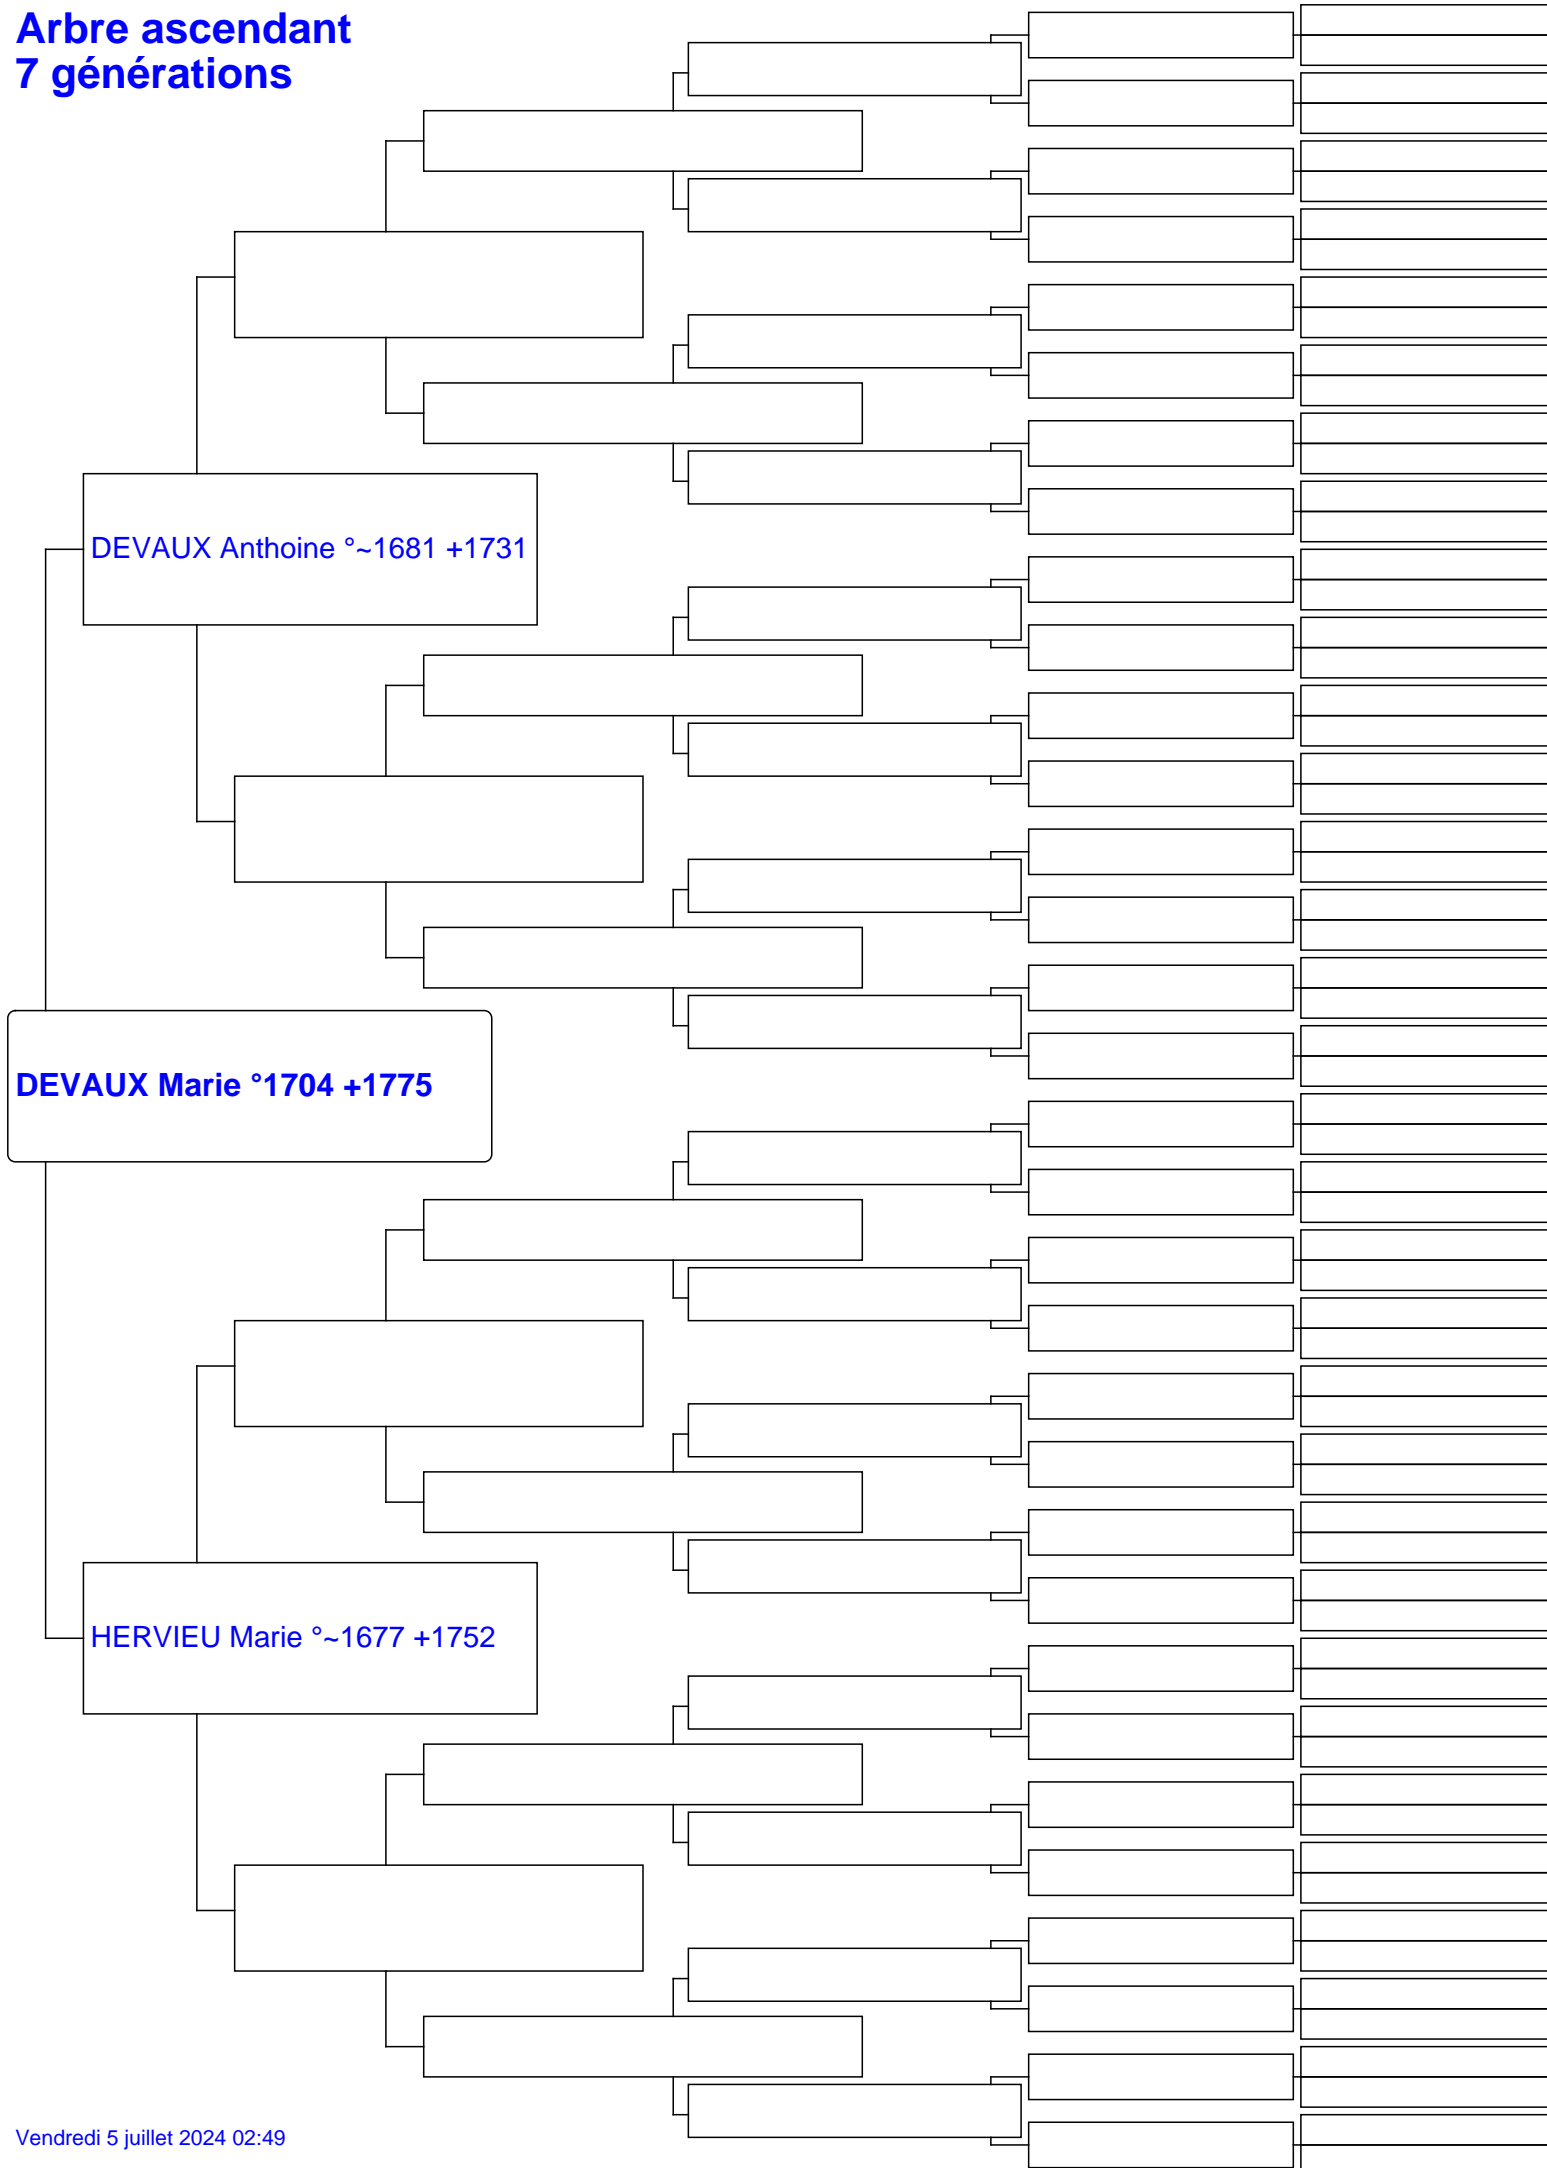 Arbre ascendant
7 générations
DEVAUX Anthoine °~1681 +1731
DEVAUX Marie °1704 +1775
HERVIEU Marie °~1677 +1752
Vendredi 5 juillet 2024 02:49